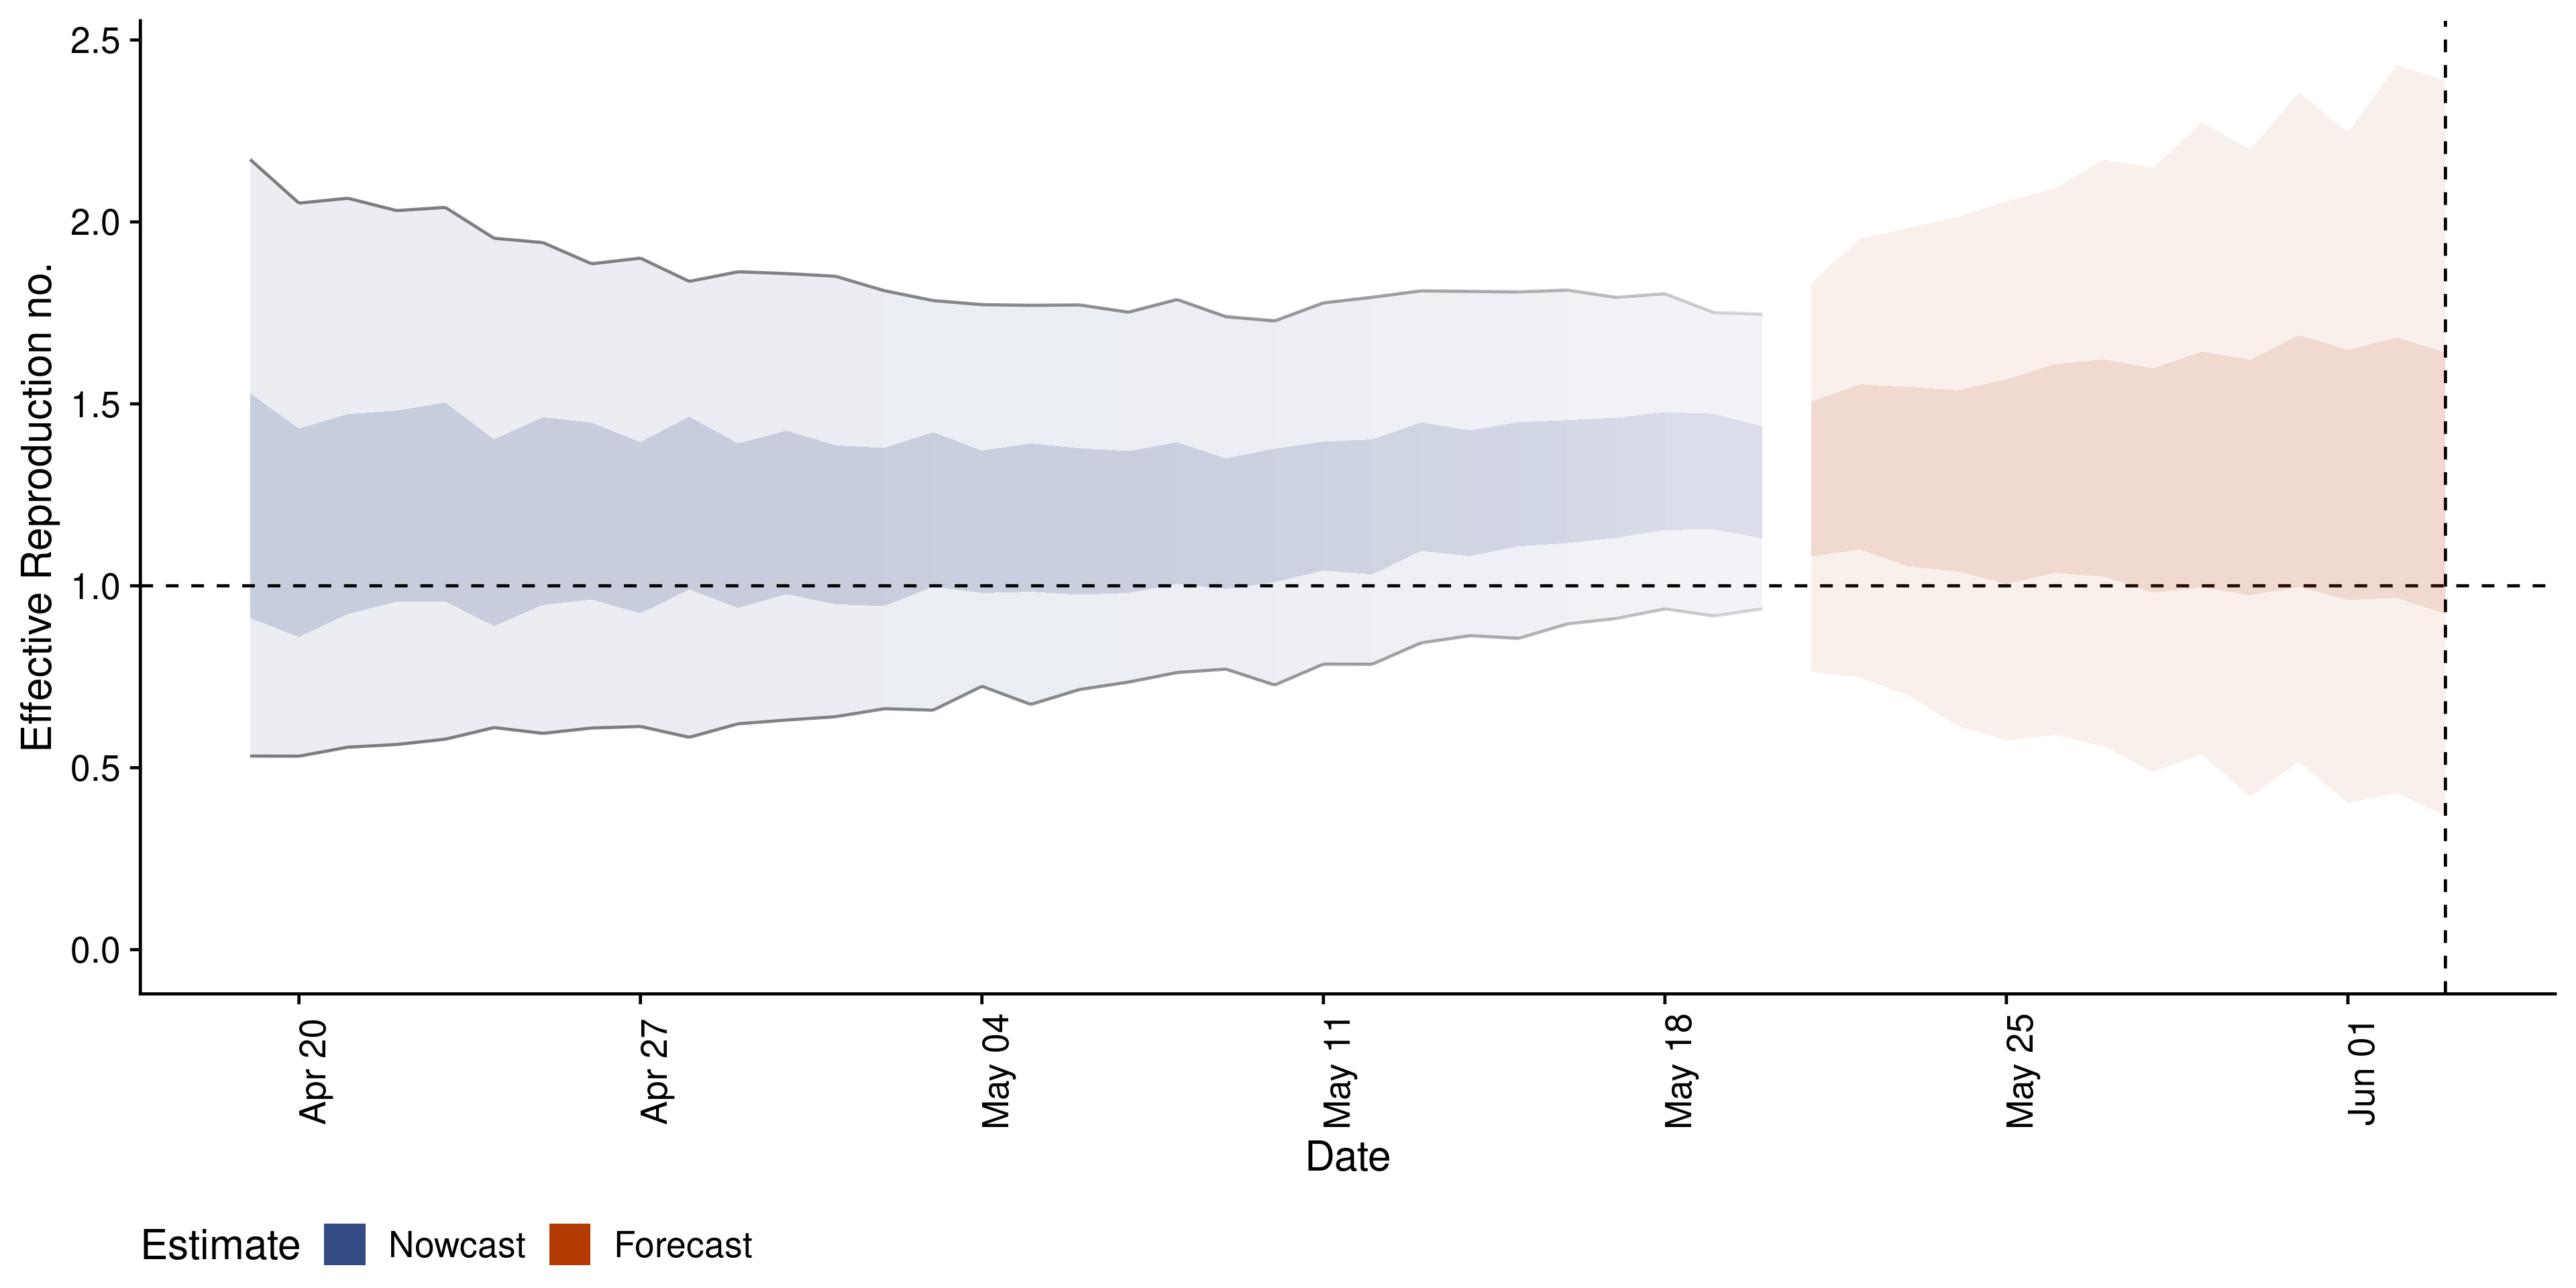 Effective Reproduction no.
2.5
2.0
1.5
1.0
0.5
0.0
Apr 20
Apr 27
May 04
May 11
May 18
May 25
Jun 01
Date
Estimate Nowcast Forecast